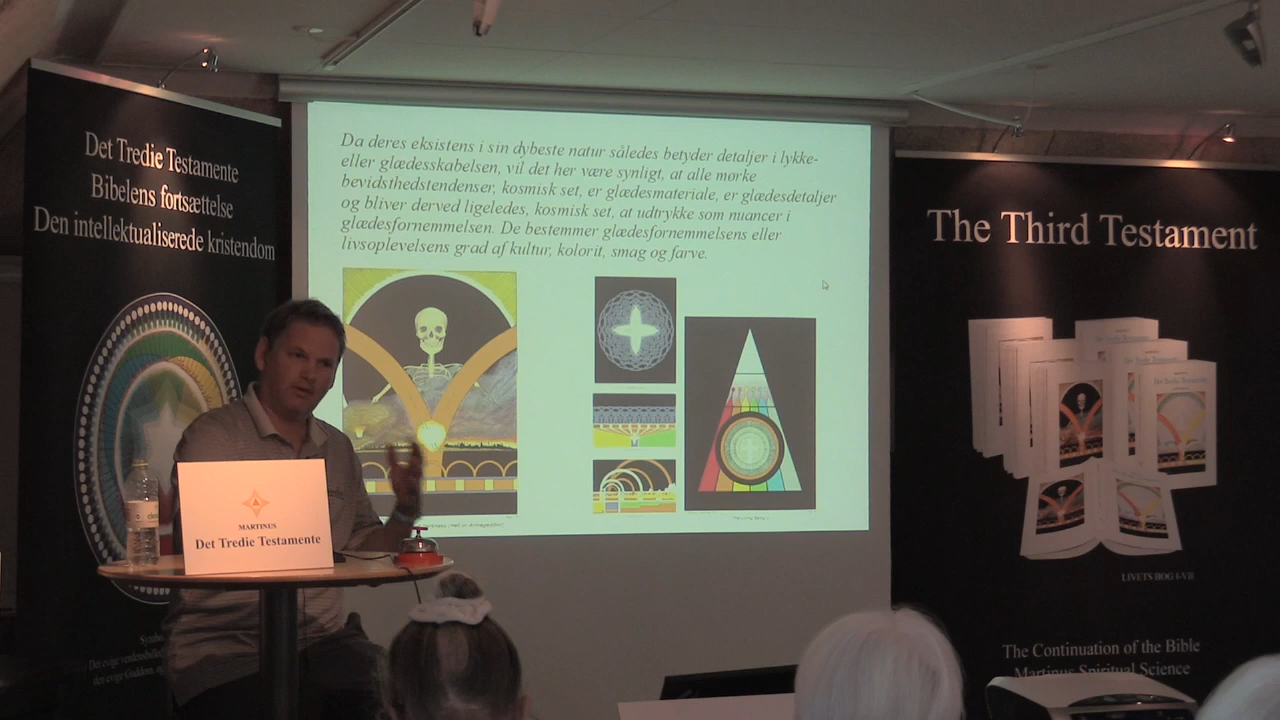 Det Tredie Testamente
Bibelens fortsættelse
Den intellektualiserede kristendom
Da deres eksistens i sin dybeste natur således betyder detaljer i lykke-
eller glædesskabelsen, vil det her være synligt, at alle mørke
bevidsthedstendenser, kosmisk set, er glædesmateriale, er glædesdetaljer
og bliver derved ligeledes, kosmisk set, at udtrykke som nuancer i
glædesfornemmelsen. De bestemmer glædesfornemmelsens eller
livsoplevelsens grad af kultur, kolorit, smag og farve.
MARTINUS
Det Tredie Testamente
The Third Testament
LIVETS BOG I-VII
The Continuation of the Bible
Martinus Spiritual Science